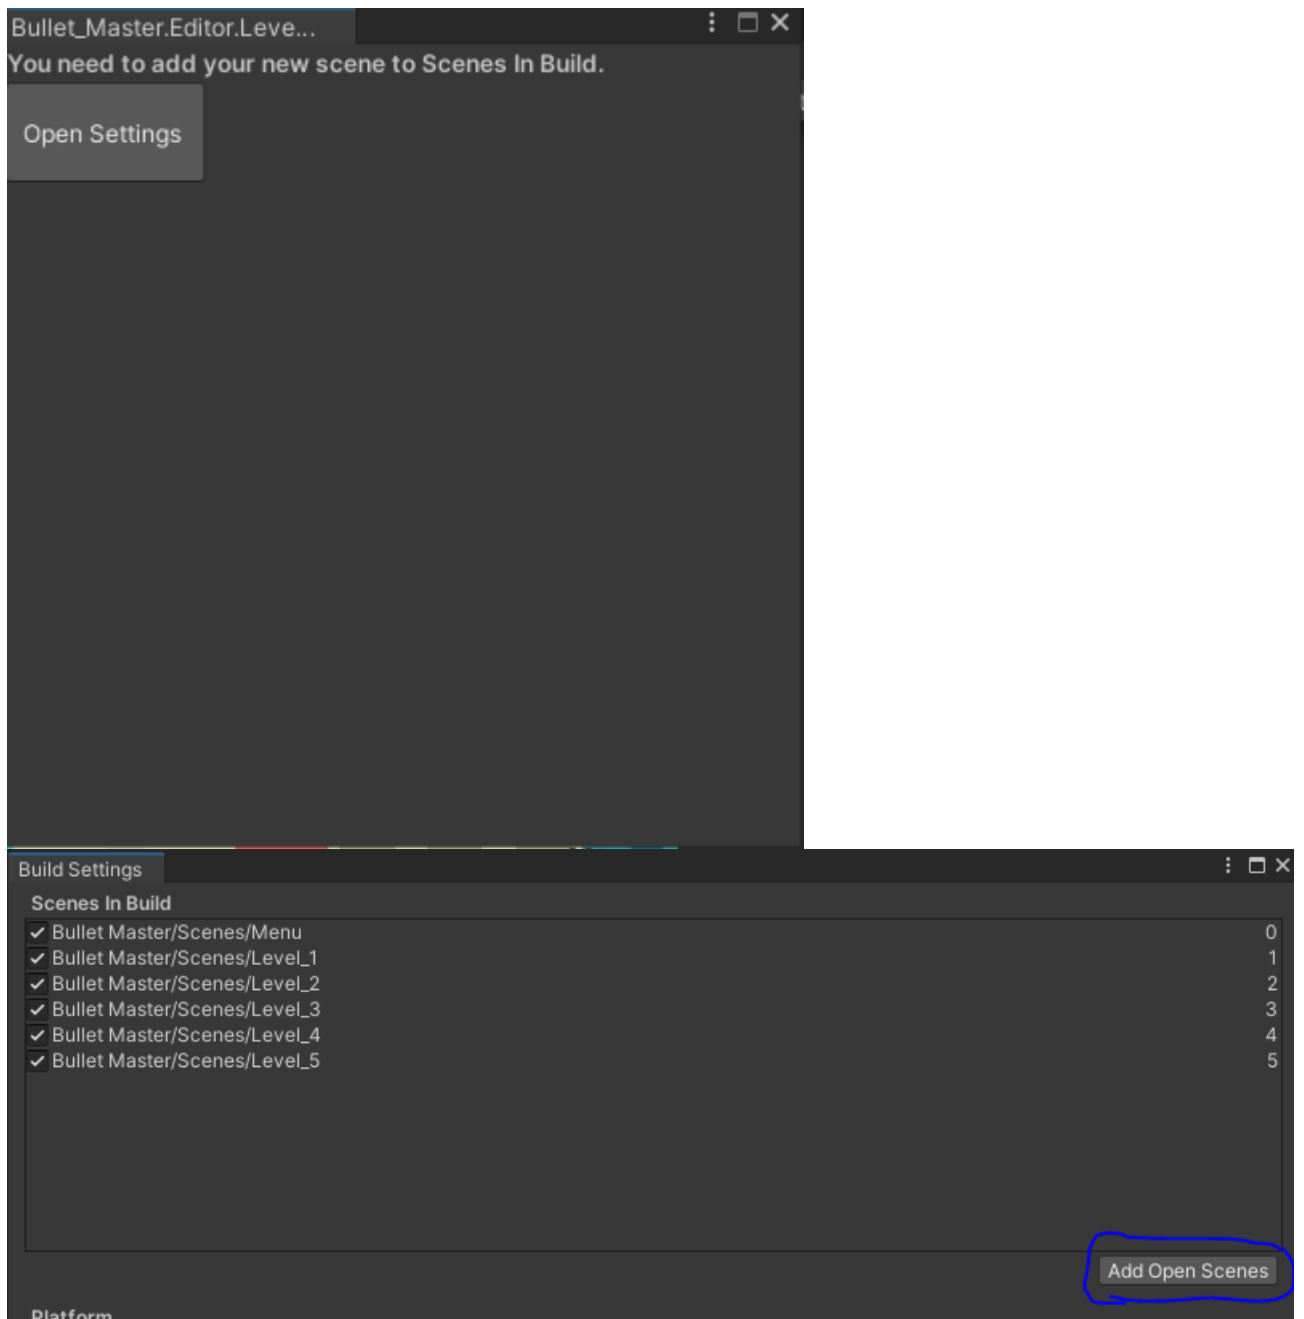 Bullet_Master.Editor.Leve...
You need to add your new scene to Scenes In Build.
Open Settings
Build Settings
Scenes In Build
Bullet Master/Scenes/Menu 0
Bullet Master/Scenes/Level_1 1
Bullet Master/Scenes/Level_2 2
Bullet Master/Scenes/Level_3 3
Bullet Master/Scenes/Level_4 4
Bullet Master/Scenes/Level_5 5
Add Open Scenes
Platform